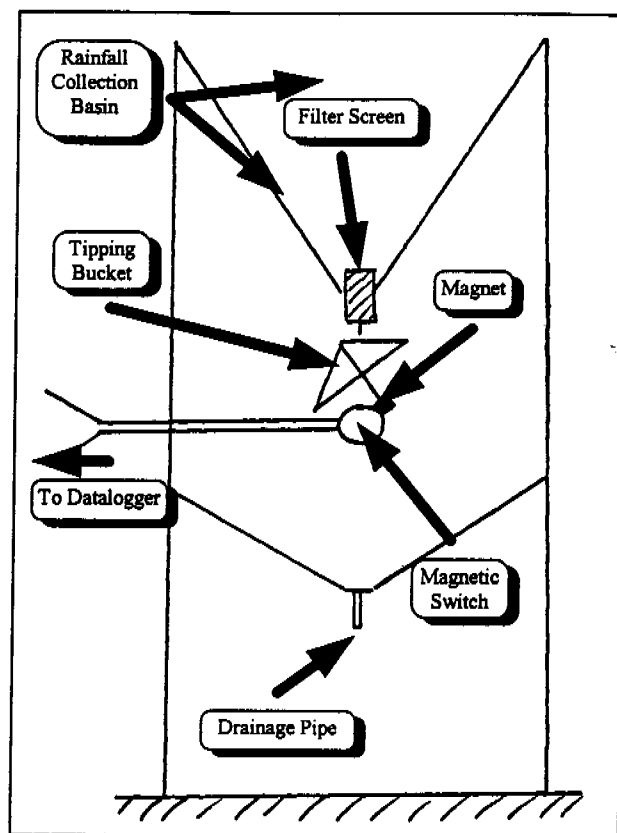 Rainfall
Collection
Basin
Filter Screen
Tipping
Bucket
Magnet
To Datalogger
Magnetic
Switch
Drainage Pipe